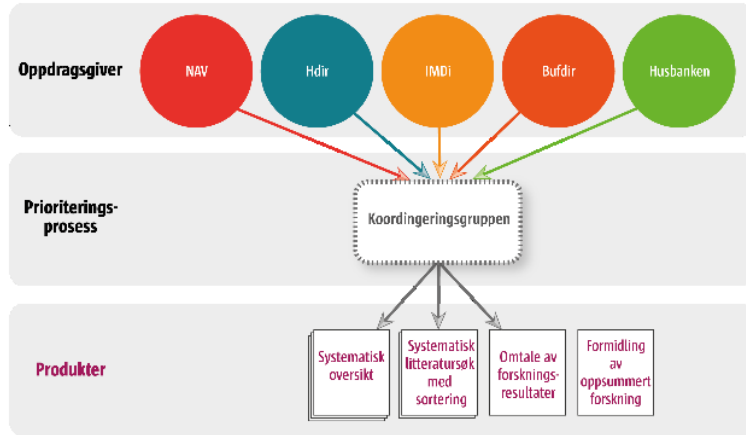 Oppdragsgiver
NAV
Hdir
IMDi
Bufdir
Husbanken
Prioriterings-
prosess
Koordingeringsgruppen
Produkter
Systematisk
oversikt
Systematisk
litteratursøk
med
sortering
Omtale av
forsknings-
resultater
Formidling
av
oppsummert
forskning